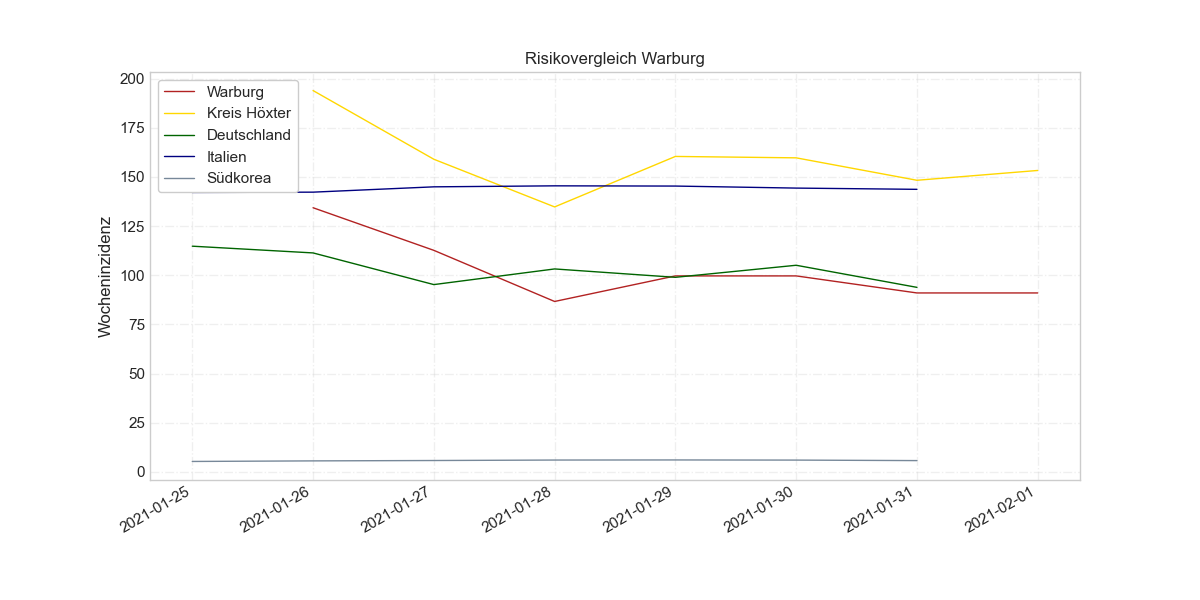 Risikovergleich Warburg
Wocheninzidenz
200
175
150
125
100
75
50
25
0
Warburg
Kreis Höxter
Deutschland
Italien
Südkorea
2021-01-25
2021-01-26
2021-01-27
2021-01-28
2021-01-29
2021-01-30
2021-01-31
2021-02-01